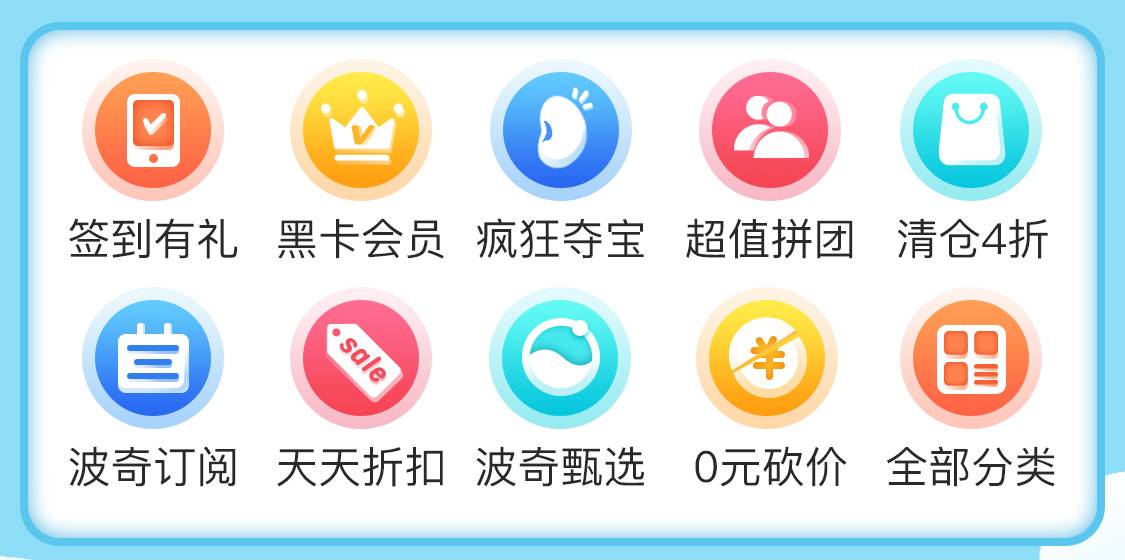 签到有礼 黑卡会员 疯狂夺宝 超值拼团 清仓4折
sale
波奇订阅 天天折扣 波奇甄选 0元砍价 全部分类